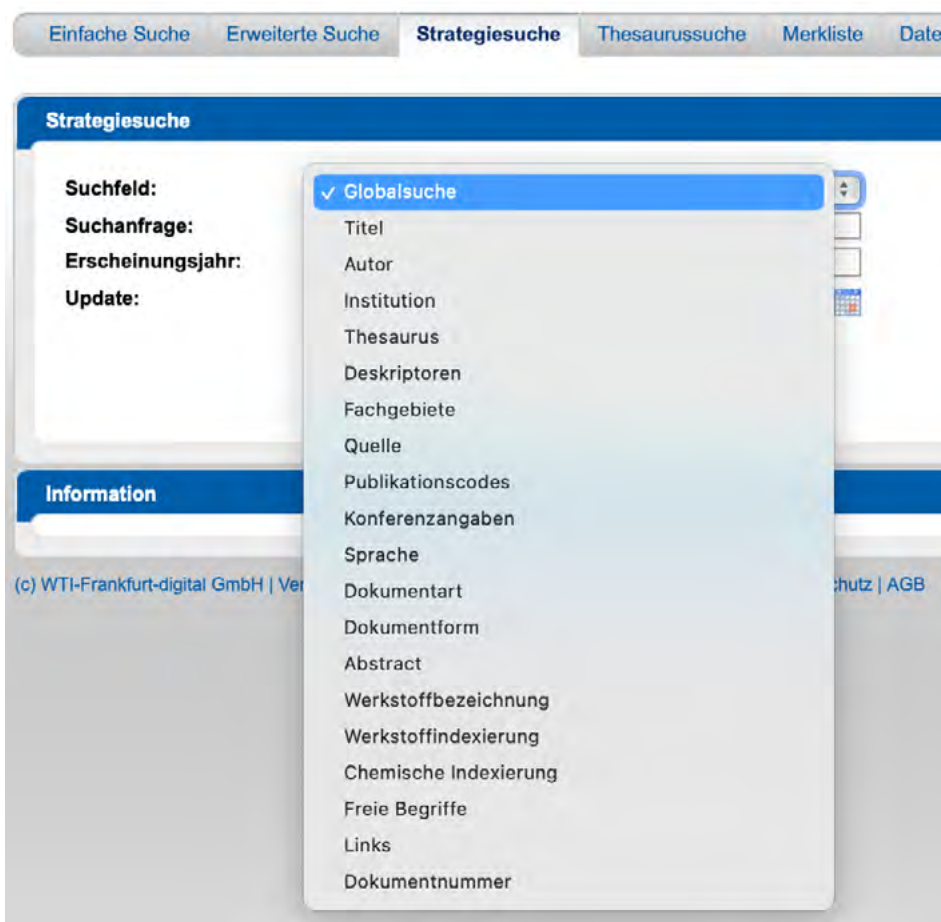 Einfache Suche Erweiterte Suche Strategiesuche Thesaurussuche Merkliste Date
Strategiesuche
Suchfeld:
Suchanfrage:
Erscheinungsjahr:
Update:
✓ Globalsuche
Titel
Autor
Institution
Thesaurus
Deskriptoren
Fachgebiete
Quelle
Publikationscodes
Konferenzangaben
Sprache
Dokumentart
Dokumentform
Abstract
Werkstoffbezeichnung
Werkstoffindexierung
Chemische Indexierung
Freie Begriffe
Links
Dokumentnummer
Information
(c) WTI-Frankfurt-digital GmbH | Ver hutz | AGB